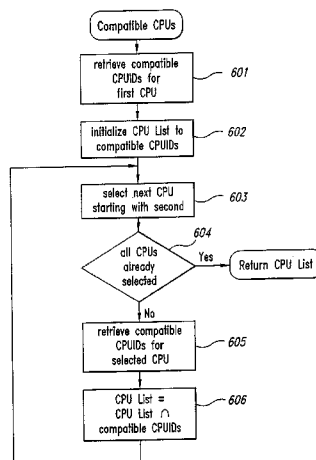 Compatible CPUs
retrieve compatible
CPUIDs for
first CPU
601
initialize CPU List to
compatible CPUIDs
602
select next CPU
starting with second
603
604
all CPUs
already
selected
Yes
Return CPU List
No
retrieve compatible
CPUIDs for
selected CPU
605
CPU List =
CPU List ∩
compatible CPUIDs
606